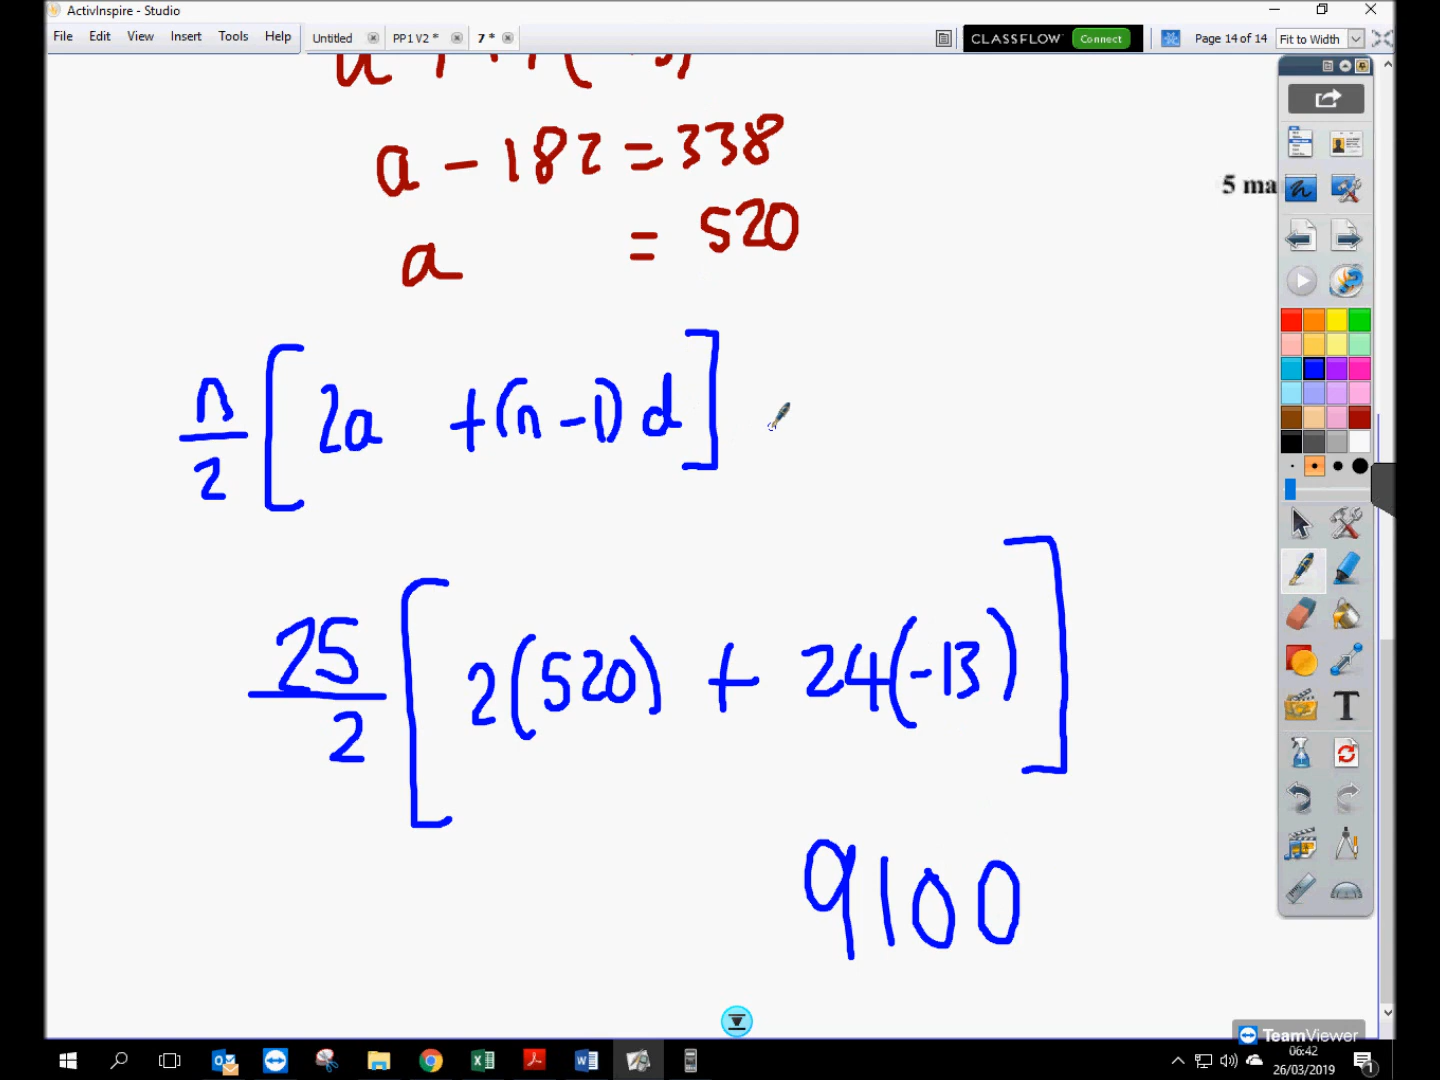 ActivInspire - Studio
File Edit View Insert Tools Help Untitled PP1 V2 * 7 * CLASSFLOW Connect Page 14 of 14 Fit to Width
a - 182 = 338
5 ma
a = 520
n/2 [ 2a + (n - 1) d ]
25/2 [ 2(520) + 24(-13) ]
9100
TeamViewer
06:42
26/03/2019